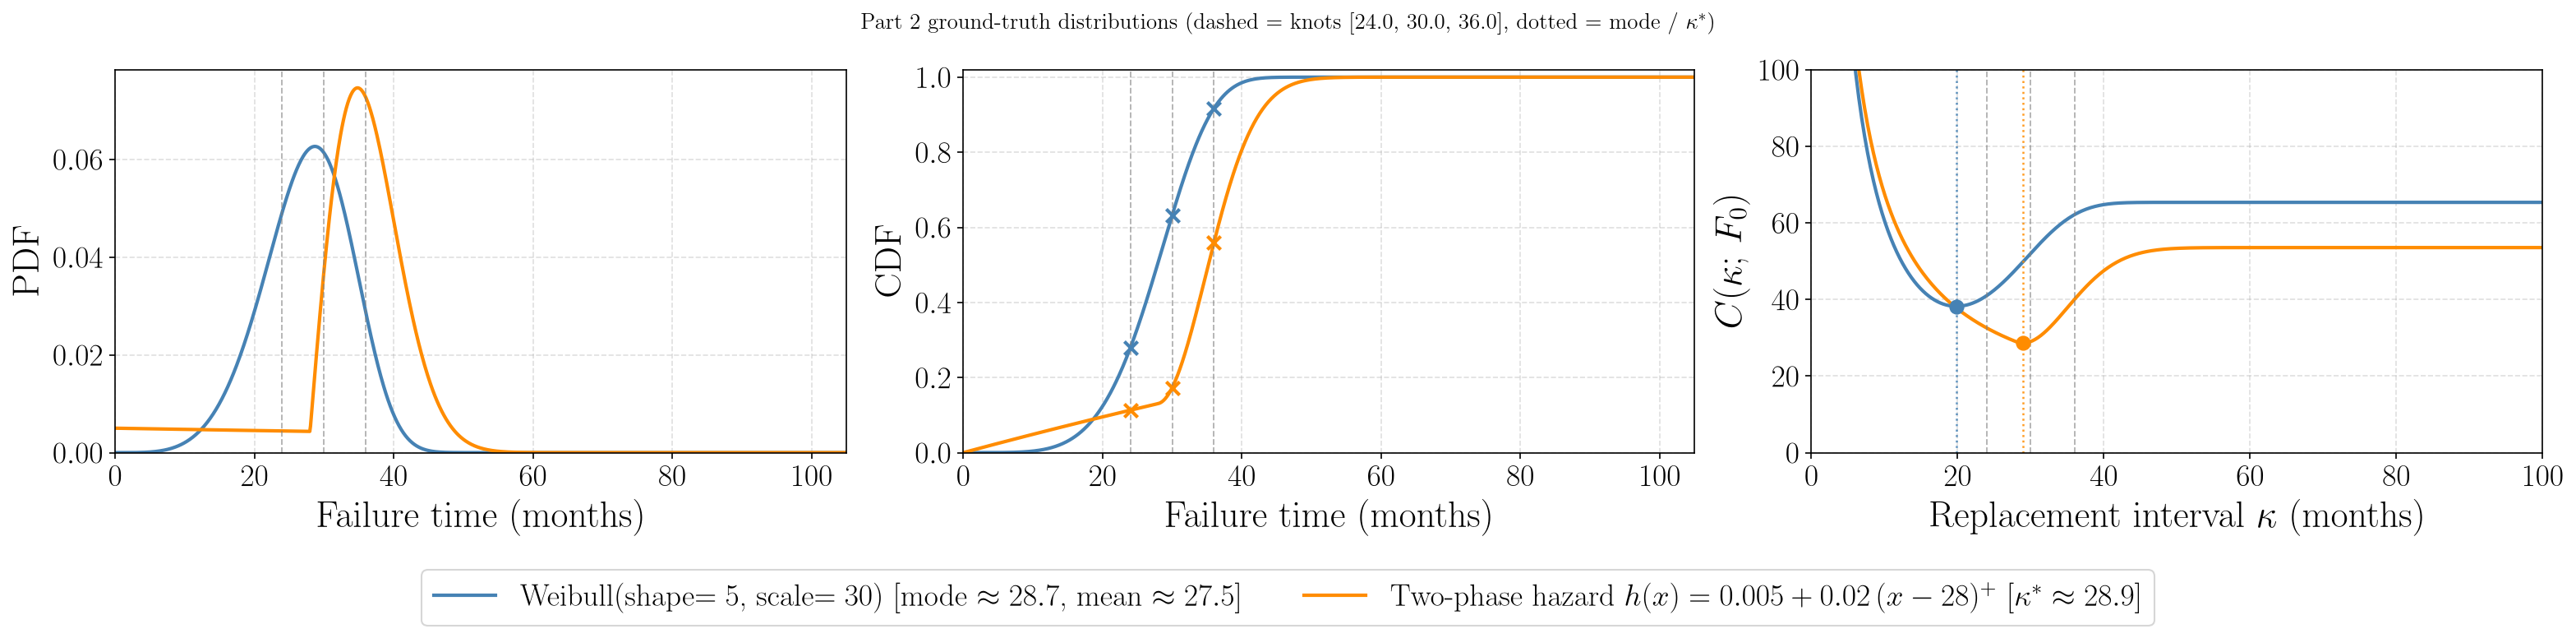 Part 2 ground-truth distributions (dashed = knots [24.0, 30.0, 36.0], dotted = mode / κ*)
PDF
0.06
0.04
0.02
0.00
0 20 40 60 80 100
Failure time (months)
CDF
1.0
0.8
0.6
0.4
0.2
0.0
0 20 40 60 80 100
Failure time (months)
C(κ; F₀)
100
80
60
40
20
0
0 20 40 60 80 100
Replacement interval κ (months)
Weibull(shape= 5, scale= 30) [mode ≈ 28.7, mean ≈ 27.5]
Two-phase hazard h(x) = 0.005 + 0.02 (x − 28)⁺ [κ* ≈ 28.9]